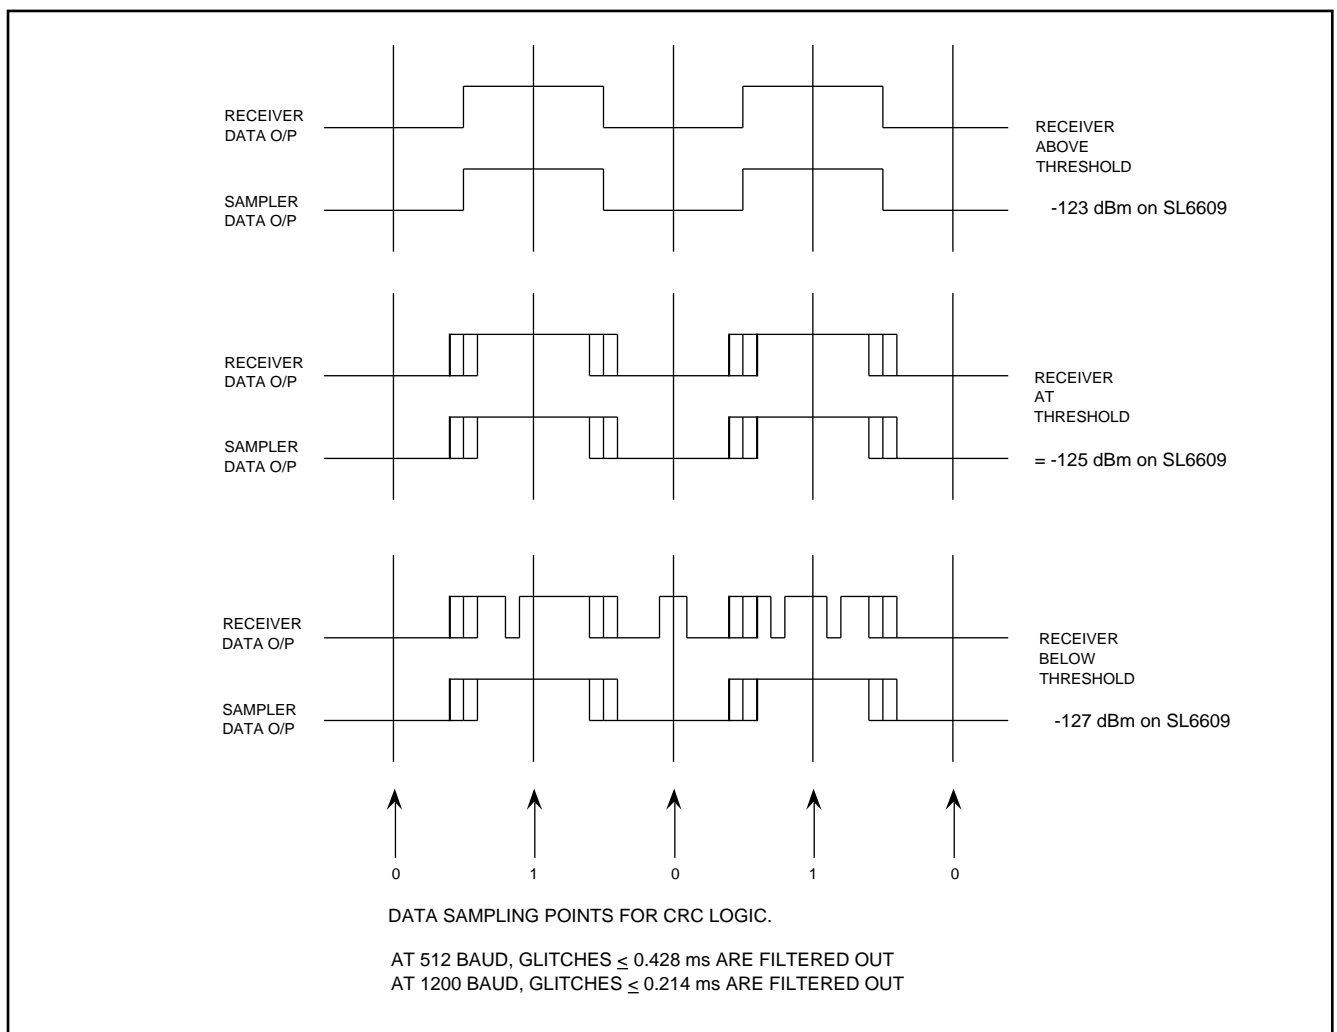 RECEIVER
DATA O/P
RECEIVER
ABOVE
THRESHOLD
SAMPLER
DATA O/P
-123 dBm on SL6609
RECEIVER
DATA O/P
RECEIVER
AT
THRESHOLD
SAMPLER
DATA O/P
= -125 dBm on SL6609
RECEIVER
DATA O/P
RECEIVER
BELOW
THRESHOLD
SAMPLER
DATA O/P
-127 dBm on SL6609
0 1 0 1 0
DATA SAMPLING POINTS FOR CRC LOGIC.
AT 512 BAUD, GLITCHES ≤ 0.428 ms ARE FILTERED OUT
AT 1200 BAUD, GLITCHES ≤ 0.214 ms ARE FILTERED OUT